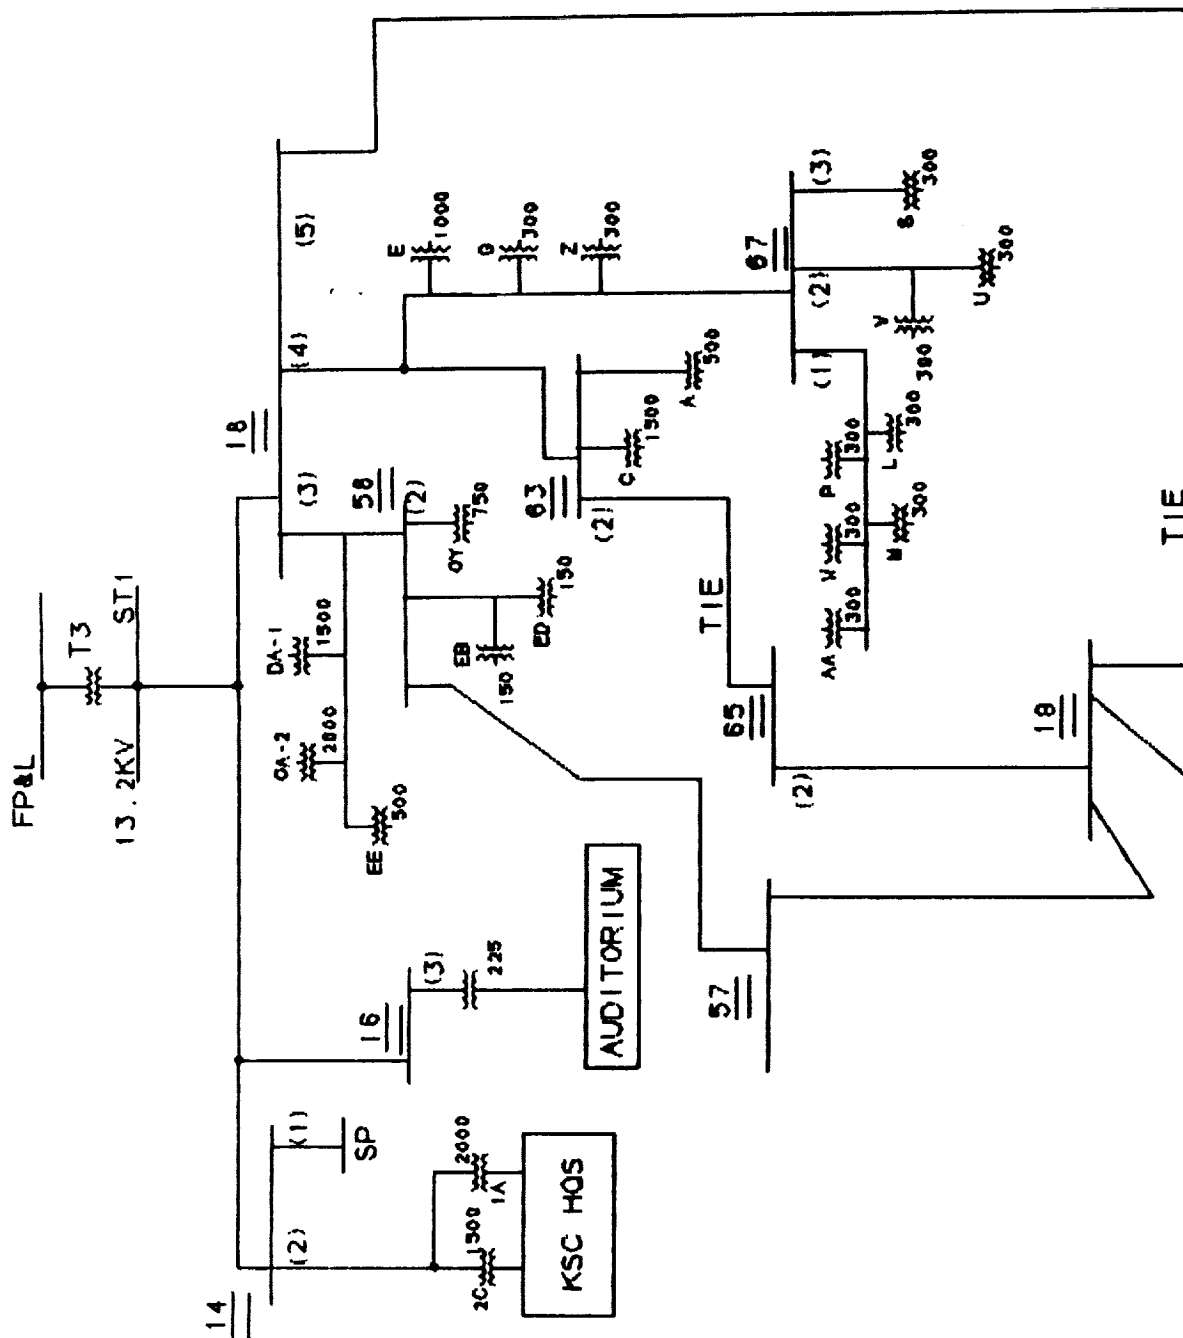 FP&L
T3
13.2KV
ST1
14
(2)
(1)
SP
2C
1500
1A
2000
KSC HQS
16
(3)
225
AUDITORIUM
18
(3)
(4)
(5)
OA-2
2000
DA-1
1500
EE
500
58
(2)
OY
750
EB
150
ED
150
E
1000
G
300
Z
300
63
(2)
C
1500
A
500
67
(1)
(2)
(3)
V
300
U
300
300
AA
300
300
P
300
300
L
300
TIE
57
65
(2)
18
TIE